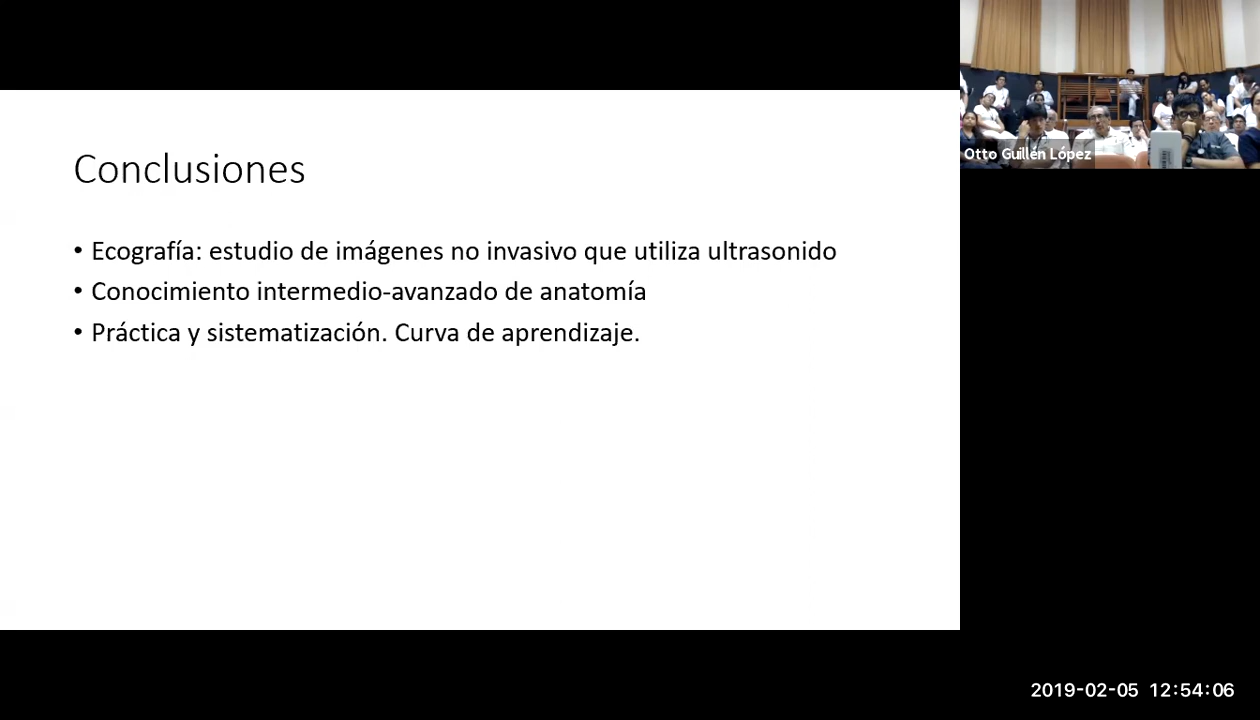 Conclusiones
• Ecografía: estudio de imágenes no invasivo que utiliza ultrasonido
• Conocimiento intermedio-avanzado de anatomía
• Práctica y sistematización. Curva de aprendizaje.
Otto Guillén López
2019-02-05 12:54:06